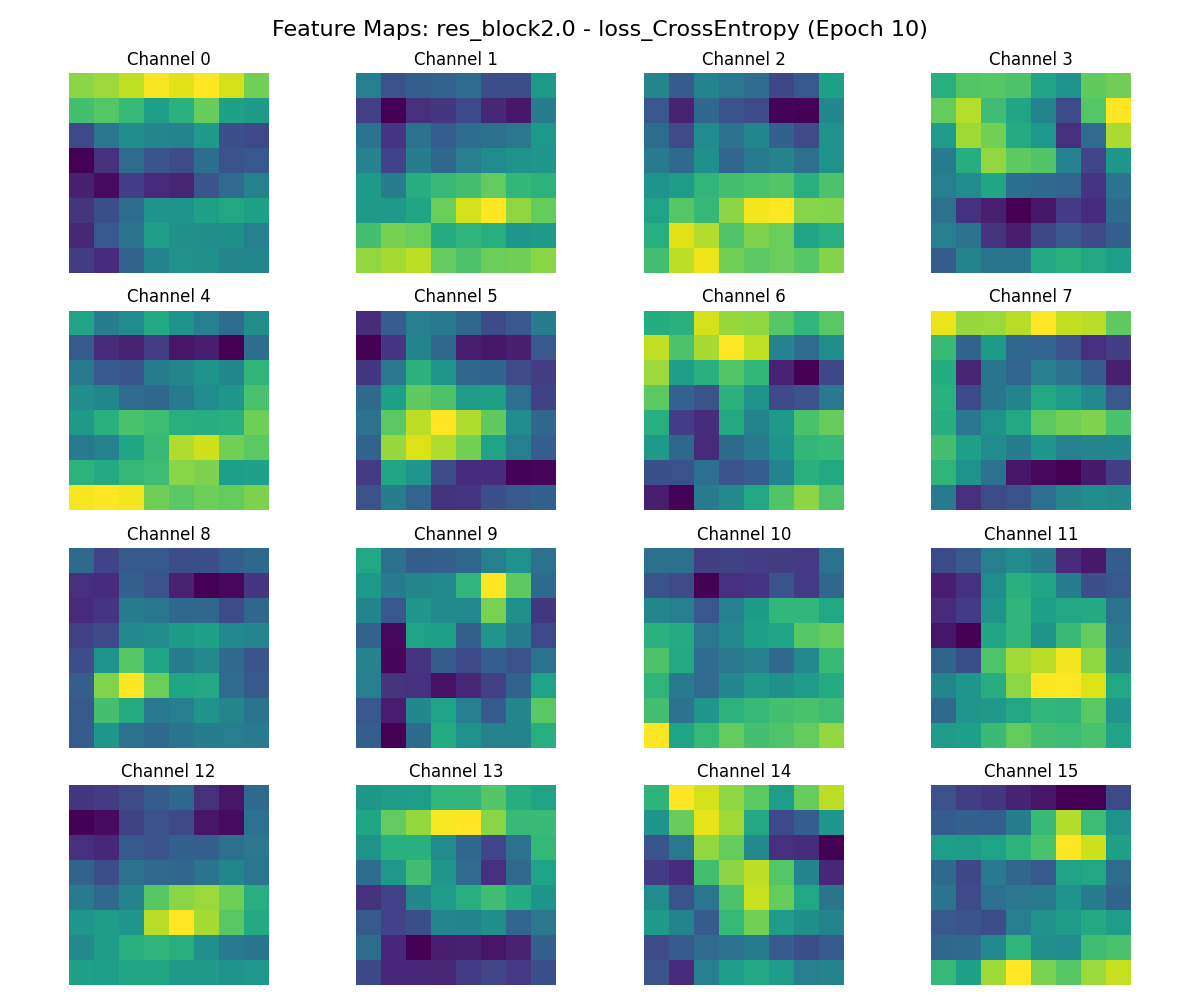 Feature Maps: res_block2.0 - loss_CrossEntropy (Epoch 10)
Channel 0
Channel 1
Channel 2
Channel 3
Channel 4
Channel 5
Channel 6
Channel 7
Channel 8
Channel 9
Channel 10
Channel 11
Channel 12
Channel 13
Channel 14
Channel 15